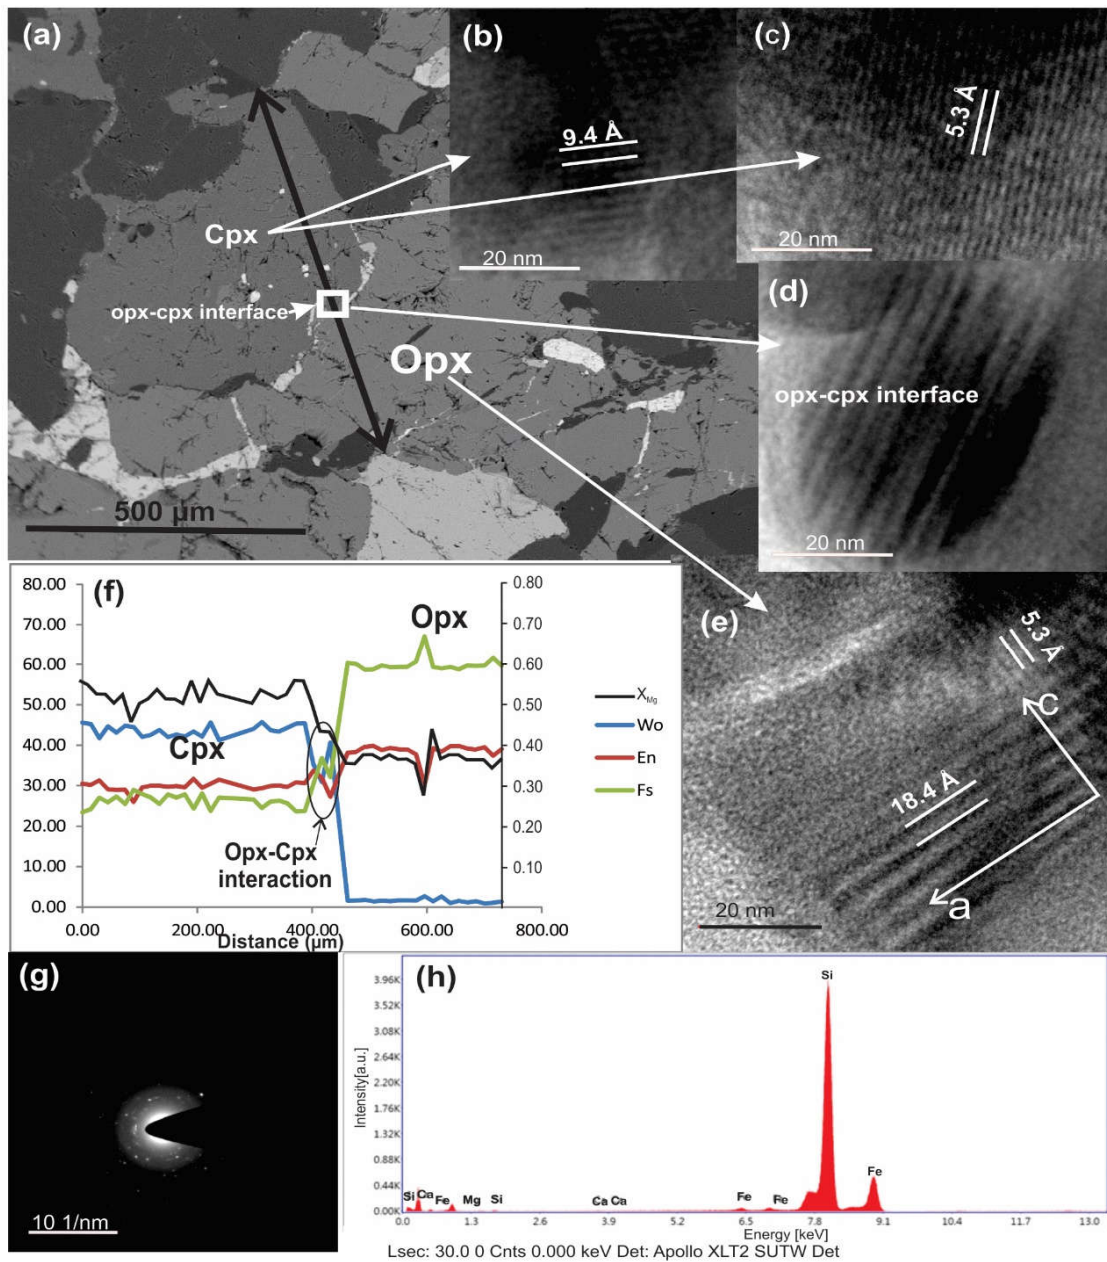 (a)
Cpx
opx-cpx interface
Opx
500 μm
(b)
9.4 Å
20 nm
(c)
5.3 Å
20 nm
(d)
opx-cpx interface
20 nm
(e)
5.3 Å
c
18.4 Å
a
20 nm
(f)
80.00
70.00
60.00
50.00
40.00
30.00
20.00
10.00
0.00
0.80
0.70
0.60
0.50
0.40
0.30
0.20
0.10
Cpx
Opx
Opx-Cpx
interaction
0.00 200.00 400.00 600.00 800.00
Distance (μm)
X_Mg
Wo
En
Fs
(g)
10 1/nm
(h)
Intensity[a.u.]
3.96K
3.52K
3.08K
2.64K
2.20K
1.76K
1.32K
0.88K
0.44K
0.00K
Si
Fe
Si Ca Fe Mg Si Ca Ca Fe Fe
0.0 1.3 2.6 3.9 5.2 6.5 7.8 9.1 10.4 11.7 13.0
Energy [keV]
Lsec: 30.0 0 Cnts 0.000 keV Det: Apollo XLT2 SUTW Det